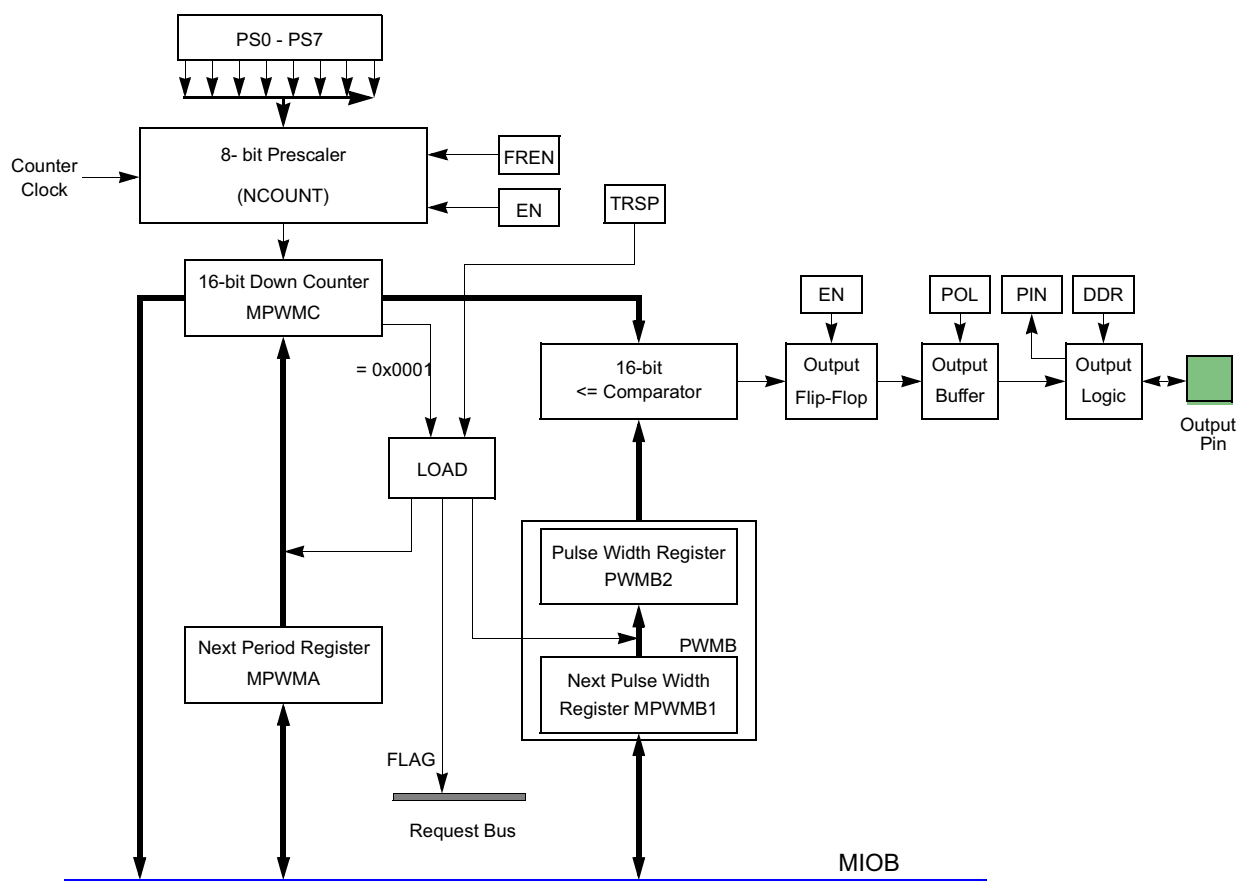 PS0 - PS7
8- bit Prescaler
(NCOUNT)
Counter
Clock
FREN
EN
TRSP
16-bit Down Counter
MPWMC
= 0x0001
EN
POL
PIN
DDR
16-bit
<= Comparator
Output
Flip-Flop
Output
Buffer
Output
Logic
Output
Pin
LOAD
Pulse Width Register
PWMB2
PWMB
Next Period Register
MPWMA
Next Pulse Width
Register MPWMB1
FLAG
Request Bus
MIOB